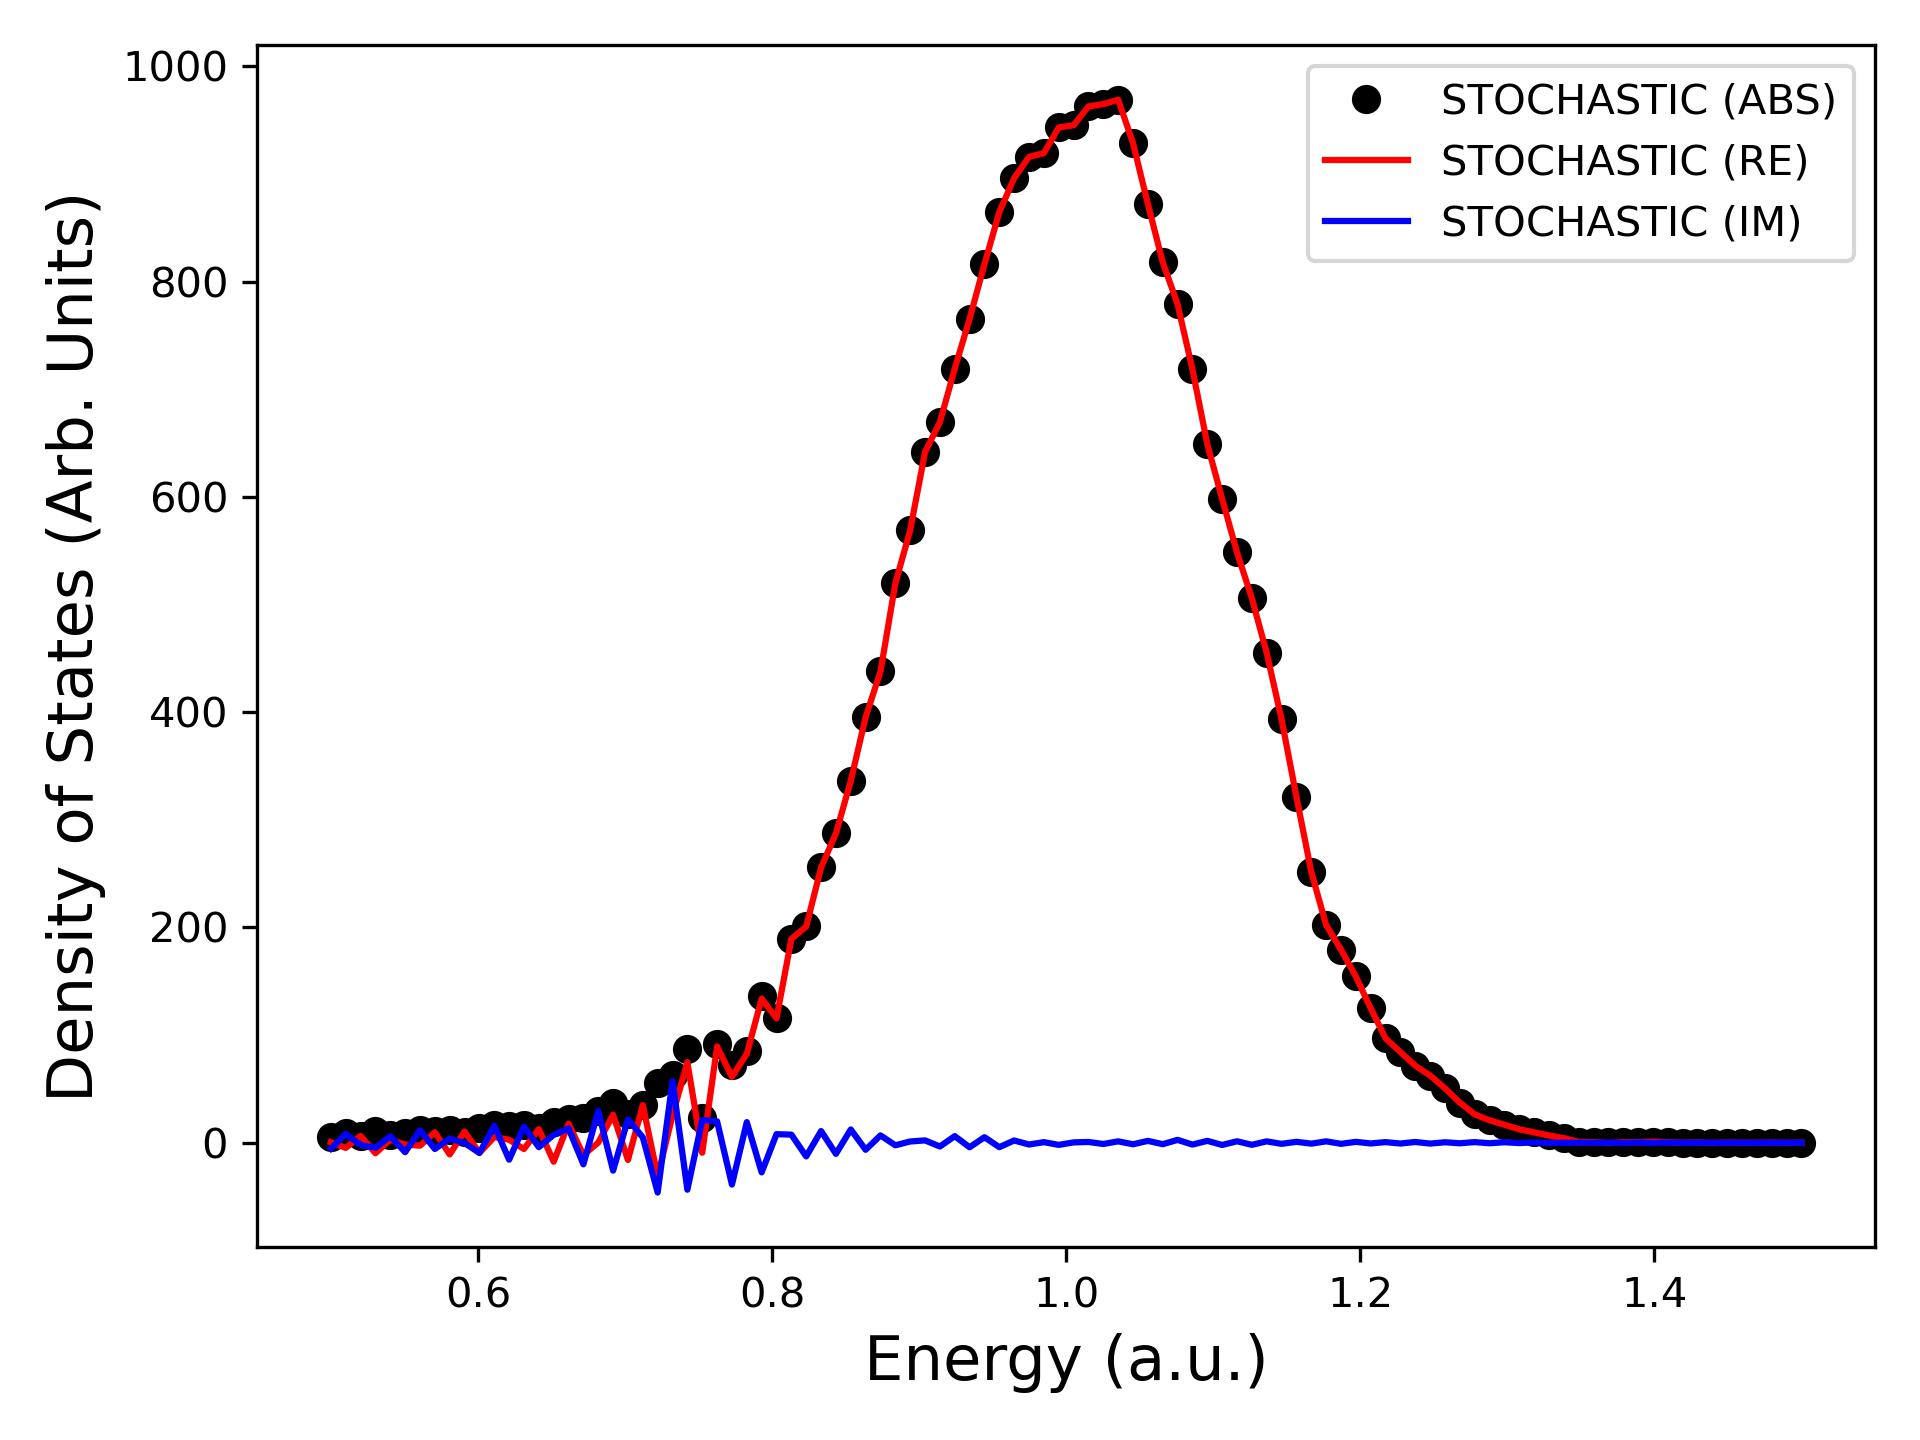 Density of States (Arb. Units)
1000
800
600
400
200
0
STOCHASTIC (ABS)
STOCHASTIC (RE)
STOCHASTIC (IM)
0.6 0.8 1.0 1.2 1.4
Energy (a.u.)